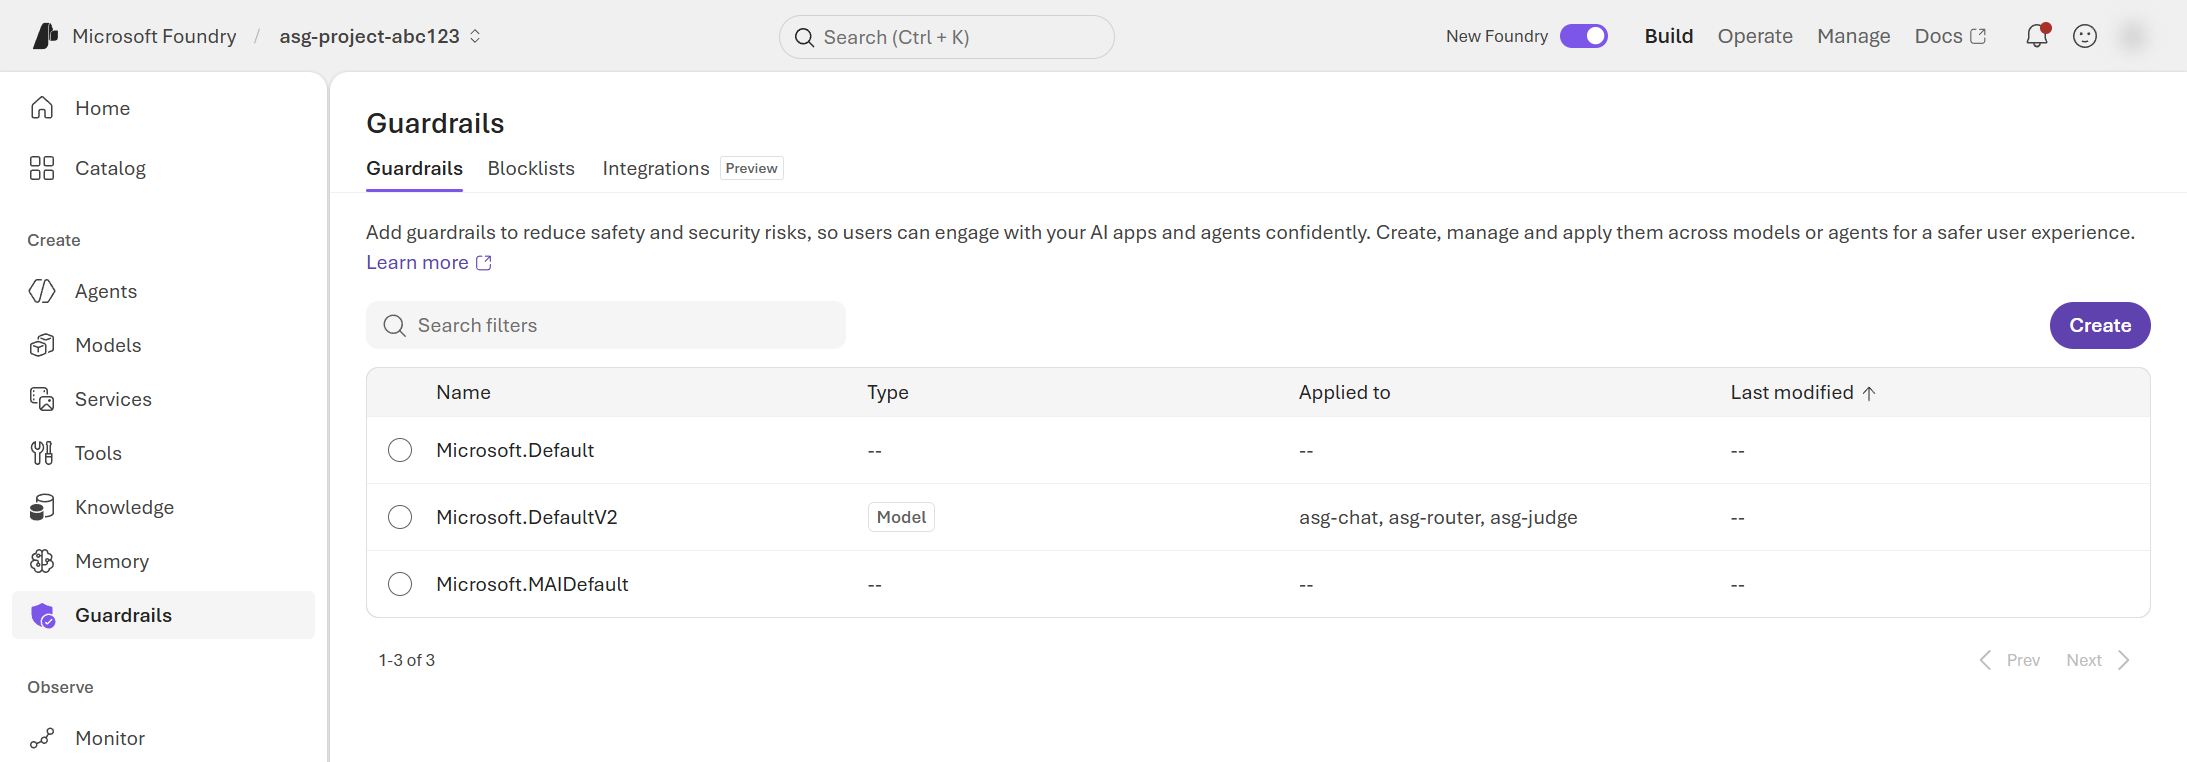 Microsoft Foundry / asg-project-abc123
Search (Ctrl + K)
New Foundry
Build Operate Manage Docs
Home
Catalog
Create
Agents
Models
Services
Tools
Knowledge
Memory
Guardrails
Observe
Monitor
Guardrails
Guardrails Blocklists Integrations Preview
Add guardrails to reduce safety and security risks, so users can engage with your AI apps and agents confidently. Create, manage and apply them across models or agents for a safer user experience.
Learn more
Search filters
Create
Name Type Applied to Last modified
Microsoft.Default -- -- --
Microsoft.DefaultV2 Model asg-chat, asg-router, asg-judge --
Microsoft.MAIDefault -- -- --
1-3 of 3
Prev Next